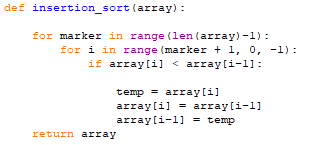 def insertion_sort(array):
    for marker in range(len(array)-1):
        for i in range(marker + 1, 0, -1):
            if array[i] < array[i-1]:
                temp = array[i]
                array[i] = array[i-1]
                array[i-1] = temp
    return array